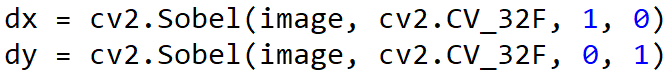 dx = cv2.Sobel(image, cv2.CV_32F, 1, 0)
dy = cv2.Sobel(image, cv2.CV_32F, 0, 1)